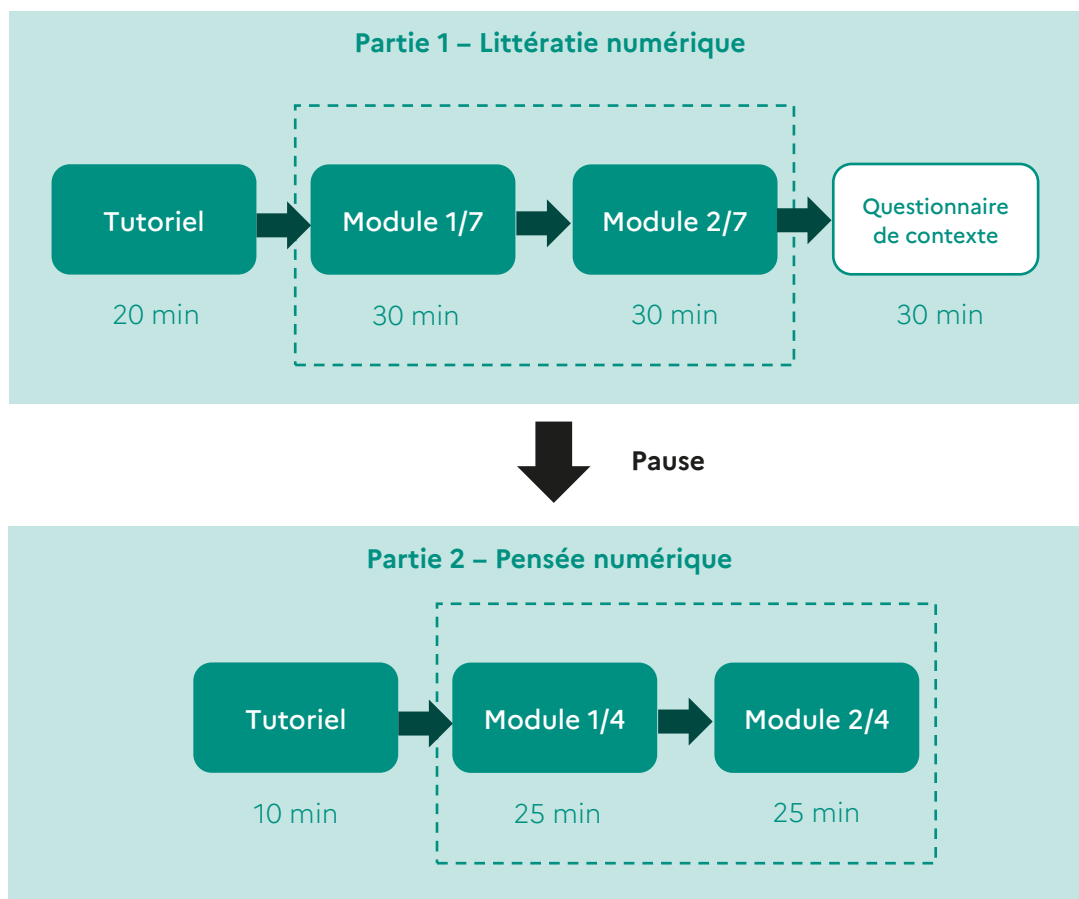 Partie 1 – Littératie numérique
Tutoriel
Module 1/7
Module 2/7
Questionnaire
de contexte
20 min
30 min
30 min
30 min
Pause
Partie 2 – Pensée numérique
Tutoriel
Module 1/4
Module 2/4
10 min
25 min
25 min